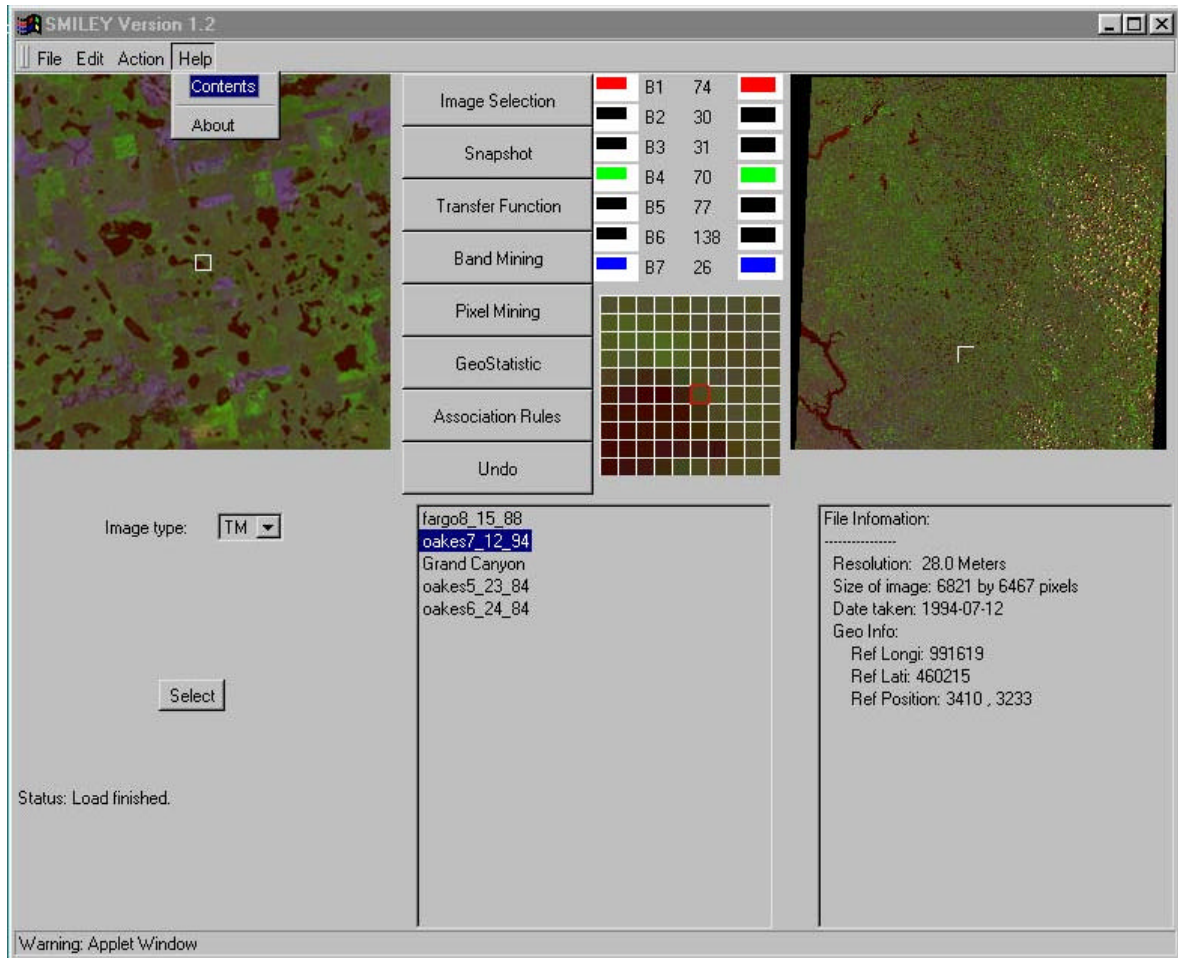 SMILEY Version 1.2
File Edit Action Help
Contents
About
Image Selection
Snapshot
Transfer Function
Band Mining
Pixel Mining
GeoStatistic
Association Rules
Undo
B1 74
B2 30
B3 31
B4 70
B5 77
B6 138
B7 26
Image type: TM
Select
Status: Load finished.
fargo8_15_88
oakes7_12_94
Grand Canyon
oakes5_23_84
oakes6_24_84
File Infomation:
----------------
Resolution: 28.0 Meters
Size of image: 6821 by 6467 pixels
Date taken: 1994-07-12
Geo Info:
Ref Longi: 991619
Ref Lati: 460215
Ref Position: 3410 , 3233
Warning: Applet Window